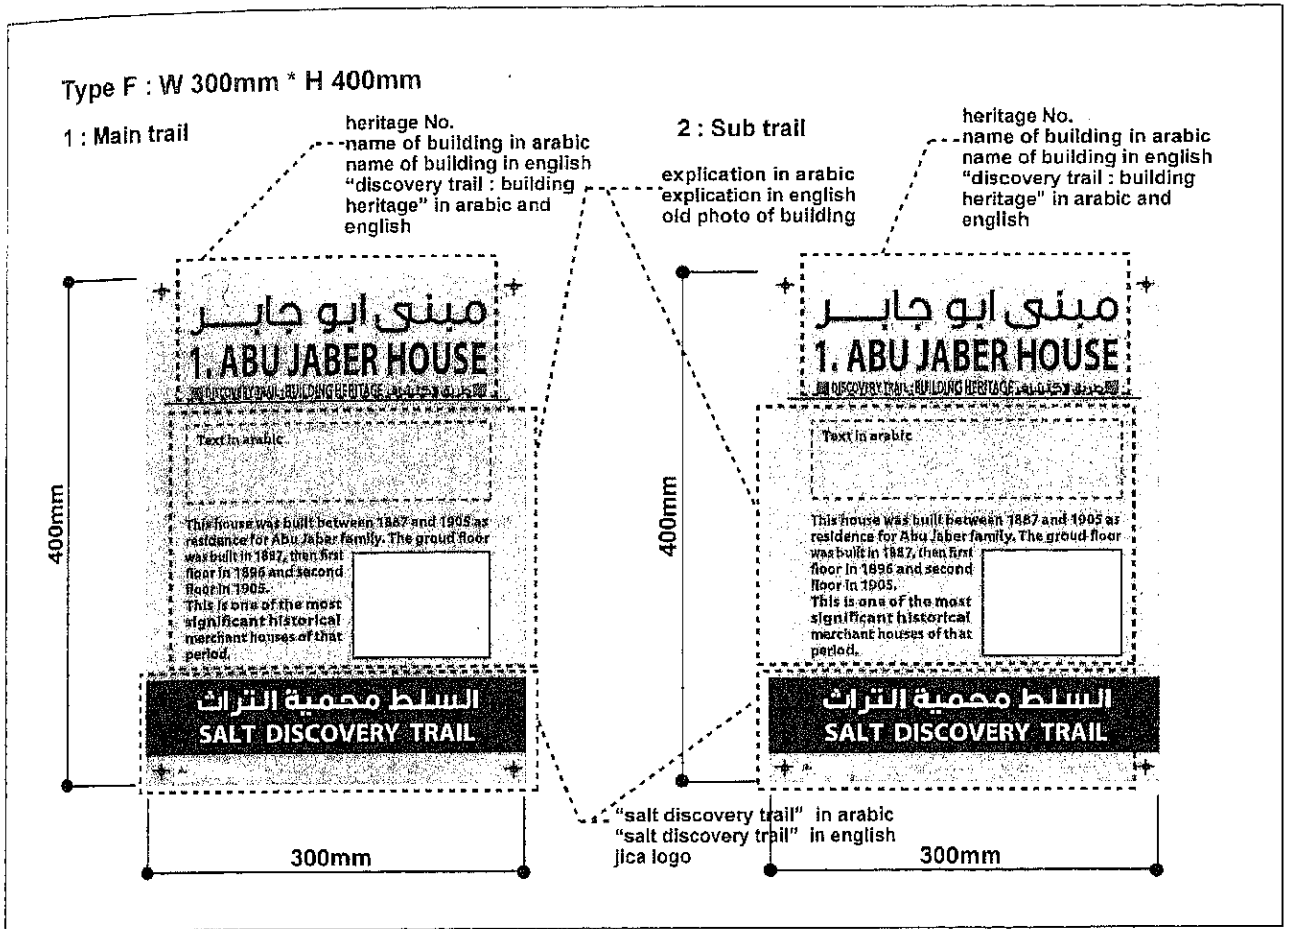 Type F : W 300mm * H 400mm
1 : Main trail
heritage No.
name of building in arabic
name of building in english
“discovery trail : building
heritage” in arabic and
english
2 : Sub trail
explication in arabic
explication in english
old photo of building
heritage No.
name of building in arabic
name of building in english
“discovery trail : building
heritage” in arabic and
english
400mm
مبنى ابو جابـــر
1. ABU JABER HOUSE
DISCOVERY TRAIL : BUILDING HERITAGE
Text in arabic
This house was built between 1887 and 1905 as
residence for Abu Jaber family. The groud floor
was built in 1887, then first
floor in 1896 and second
floor in 1905.
This is one of the most
significant historical
merchant houses of that
period.
السلط محمية التراث
SALT DISCOVERY TRAIL
300mm
400mm
مبنى ابو جابـــر
1. ABU JABER HOUSE
DISCOVERY TRAIL : BUILDING HERITAGE
Text in arabic
This house was built between 1887 and 1905 as
residence for Abu Jaber family. The groud floor
was built in 1887, then first
floor in 1896 and second
floor in 1905.
This is one of the most
significant historical
merchant houses of that
period.
السلط محمية التراث
SALT DISCOVERY TRAIL
“salt discovery trail” in arabic
“salt discovery trail” in english
jica logo
300mm